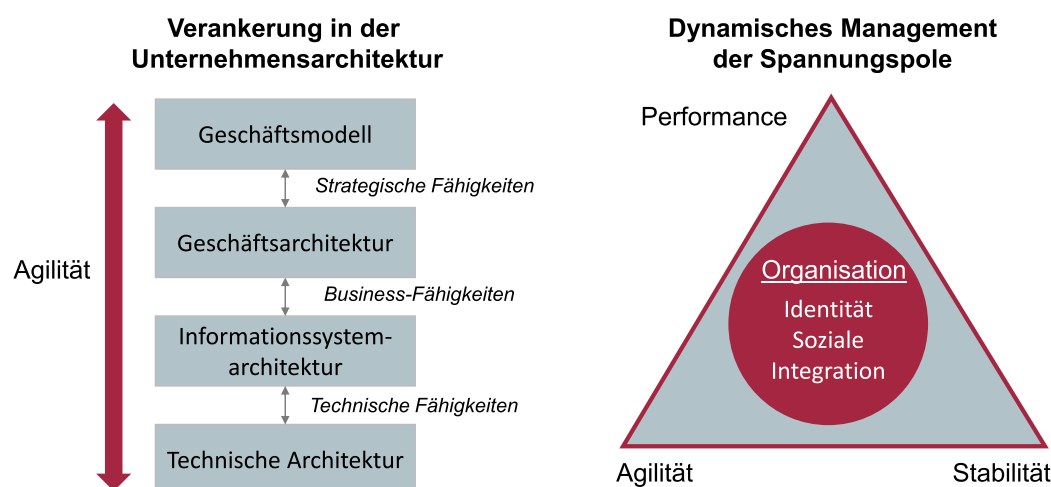 Verankerung in der
Unternehmensarchitektur
Agilität
Geschäftsmodell
Strategische Fähigkeiten
Geschäftsarchitektur
Business-Fähigkeiten
Informationssystem-
architektur
Technische Fähigkeiten
Technische Architektur
Dynamisches Management
der Spannungspole
Performance
Organisation
Identität
Soziale
Integration
Agilität
Stabilität